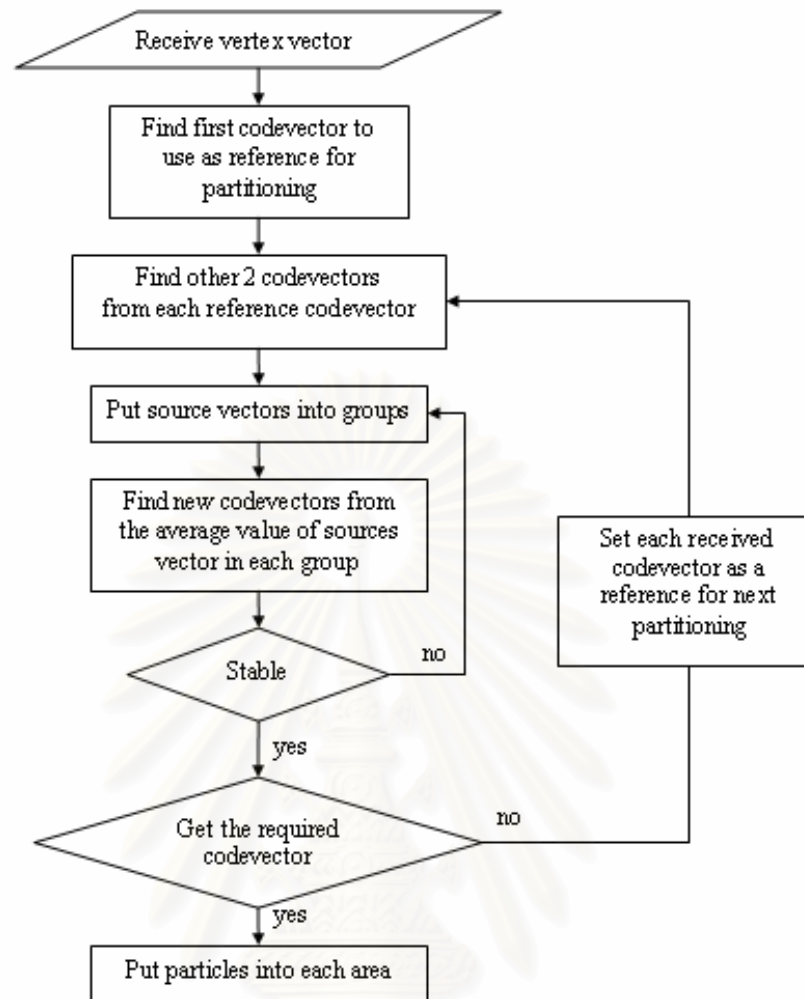 Receive vertex vector
Find first codevector to
use as reference for
partitioning
Find other 2 codevectors
from each reference codevector
Put source vectors into groups
Find new codevectors from
the average value of sources
vector in each group
Set each received
codevector as a
reference for next
partitioning
Stable
no
yes
Get the required
codevector
no
yes
Put particles into each area